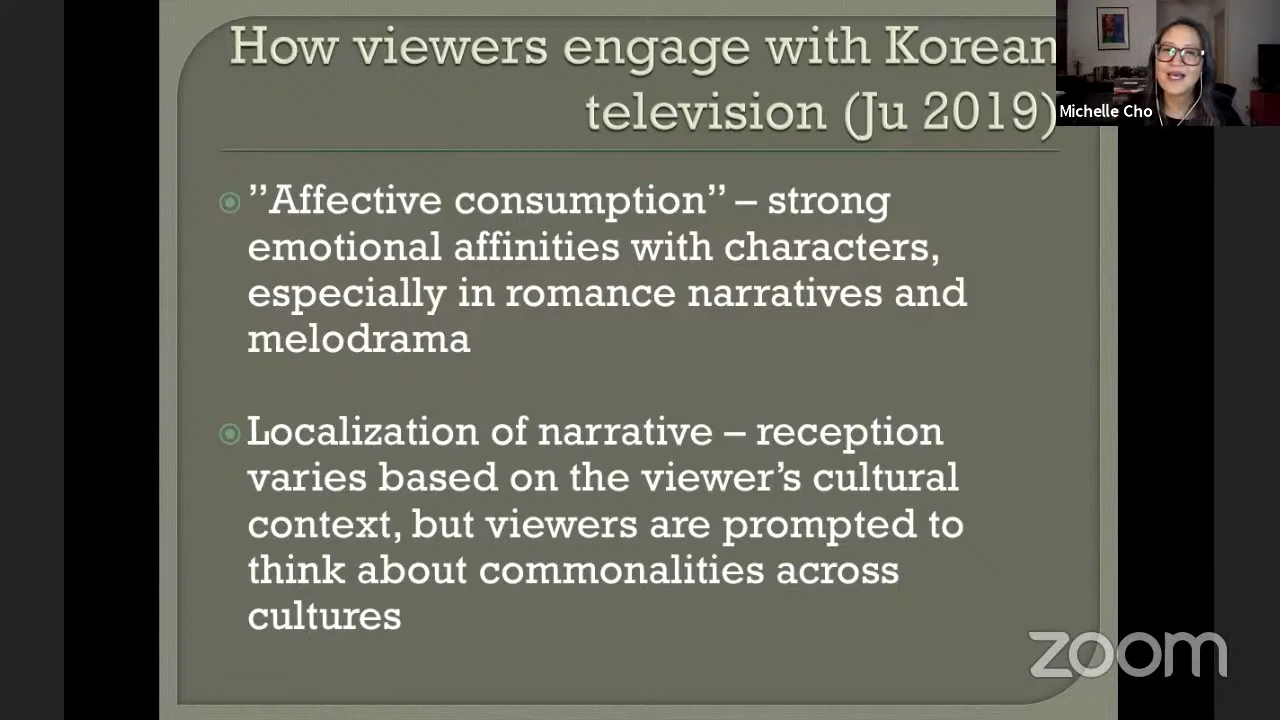 How viewers engage with Korean
television (Ju 2019)
Michelle Cho
”Affective consumption” – strong
emotional affinities with characters,
especially in romance narratives and
melodrama
Localization of narrative – reception
varies based on the viewer’s cultural
context, but viewers are prompted to
think about commonalities across
cultures
zoom